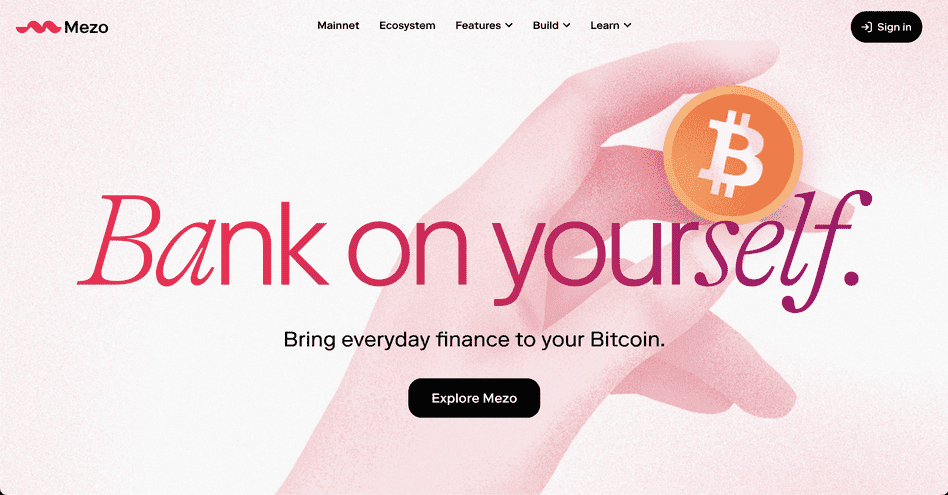 Mezo
Mainnet Ecosystem Features Build Learn
Sign in
Bank on yourself.
Bring everyday finance to your Bitcoin.
Explore Mezo